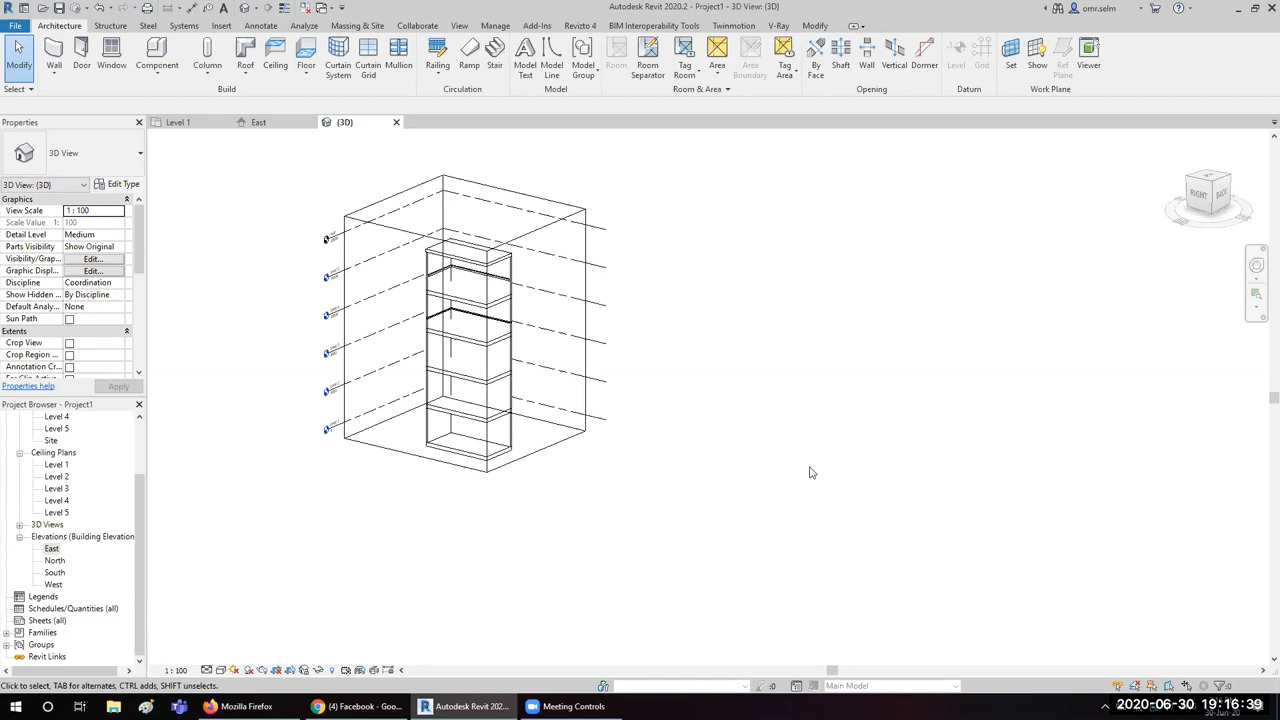 Autodesk Revit 2020.2 - Project1 - 3D View: {3D}
omr.selm
File Architecture Structure Steel Systems Insert Annotate Analyze Massing & Site Collaborate View Manage Add-Ins Revizto 4 BIM Interoperability Tools Twinmotion V-Ray Modify
Modify Wall Door Window Component Column Roof Ceiling Floor Curtain System Curtain Grid Mullion Railing Ramp Stair Model Text Model Line Model Group Room Room Separator Tag Room Area Area Boundary Tag Area By Face Shaft Wall Vertical Dormer Level Grid Set Show Ref Plane Viewer
Select Build Circulation Model Room & Area Opening Datum Work Plane
Properties
Level 1 East {3D}
3D View
3D View: {3D} Edit Type
Graphics
View Scale 1 : 100
Scale Value 1: 100
Detail Level Medium
Parts Visibility Show Original
Visibility/Grap... Edit...
Graphic Displ... Edit...
Discipline Coordination
Show Hidden ... By Discipline
Default Analy... None
Sun Path
Extents
Crop View
Crop Region ...
Annotation Cr...
Properties help Apply
Project Browser - Project1
Level 4
Level 5
Site
Ceiling Plans
Level 1
Level 2
Level 3
Level 4
Level 5
3D Views
Elevations (Building Elevation
East
North
South
West
Legends
Schedules/Quantities (all)
Sheets (all)
Families
Groups
Revit Links
RIGHT BACK
1 : 100
Click to select, TAB for alternates, CTRL adds, SHIFT unselects.
:0 Main Model :0
Mozilla Firefox
(4) Facebook - Goo...
Autodesk Revit 202...
Meeting Controls
2020-06-30 19:16:39